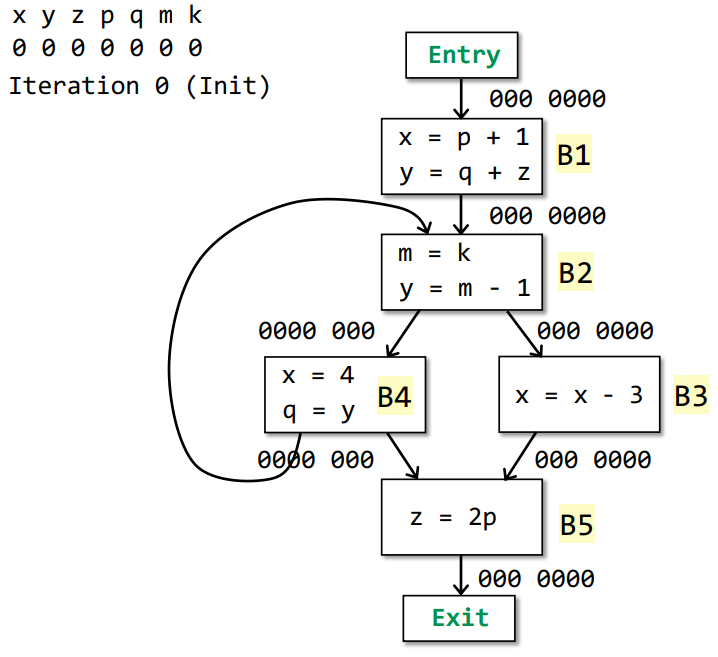 x y z p q m k
0 0 0 0 0 0 0
Iteration 0 (Init)
Entry
000 0000
x = p + 1
y = q + z
B1
000 0000
m = k
y = m - 1
B2
0000 000
000 0000
x = 4
q = y
B4
x = x - 3
B3
0000 000
000 0000
z = 2p
B5
000 0000
Exit